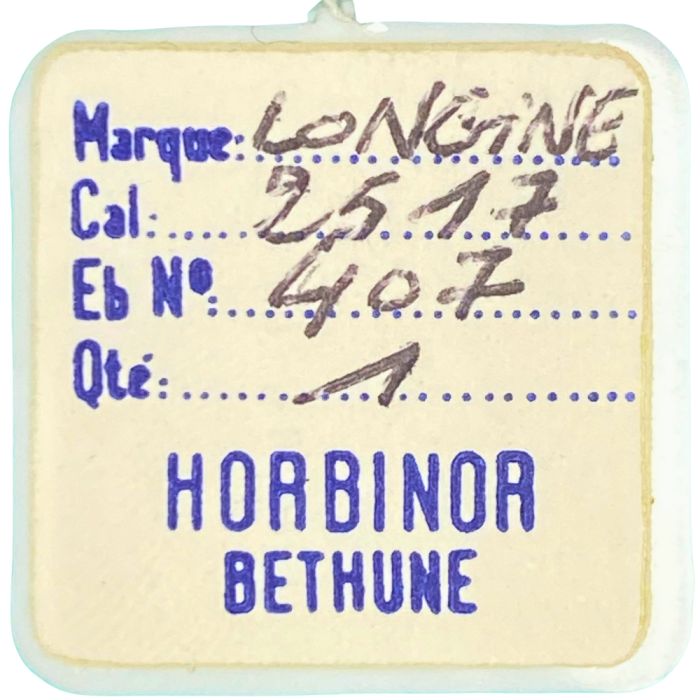 Marque: LONGINE
Cal: 2517
Eb Nº: 407
Qté: 1
HORBINOR
BETHUNE